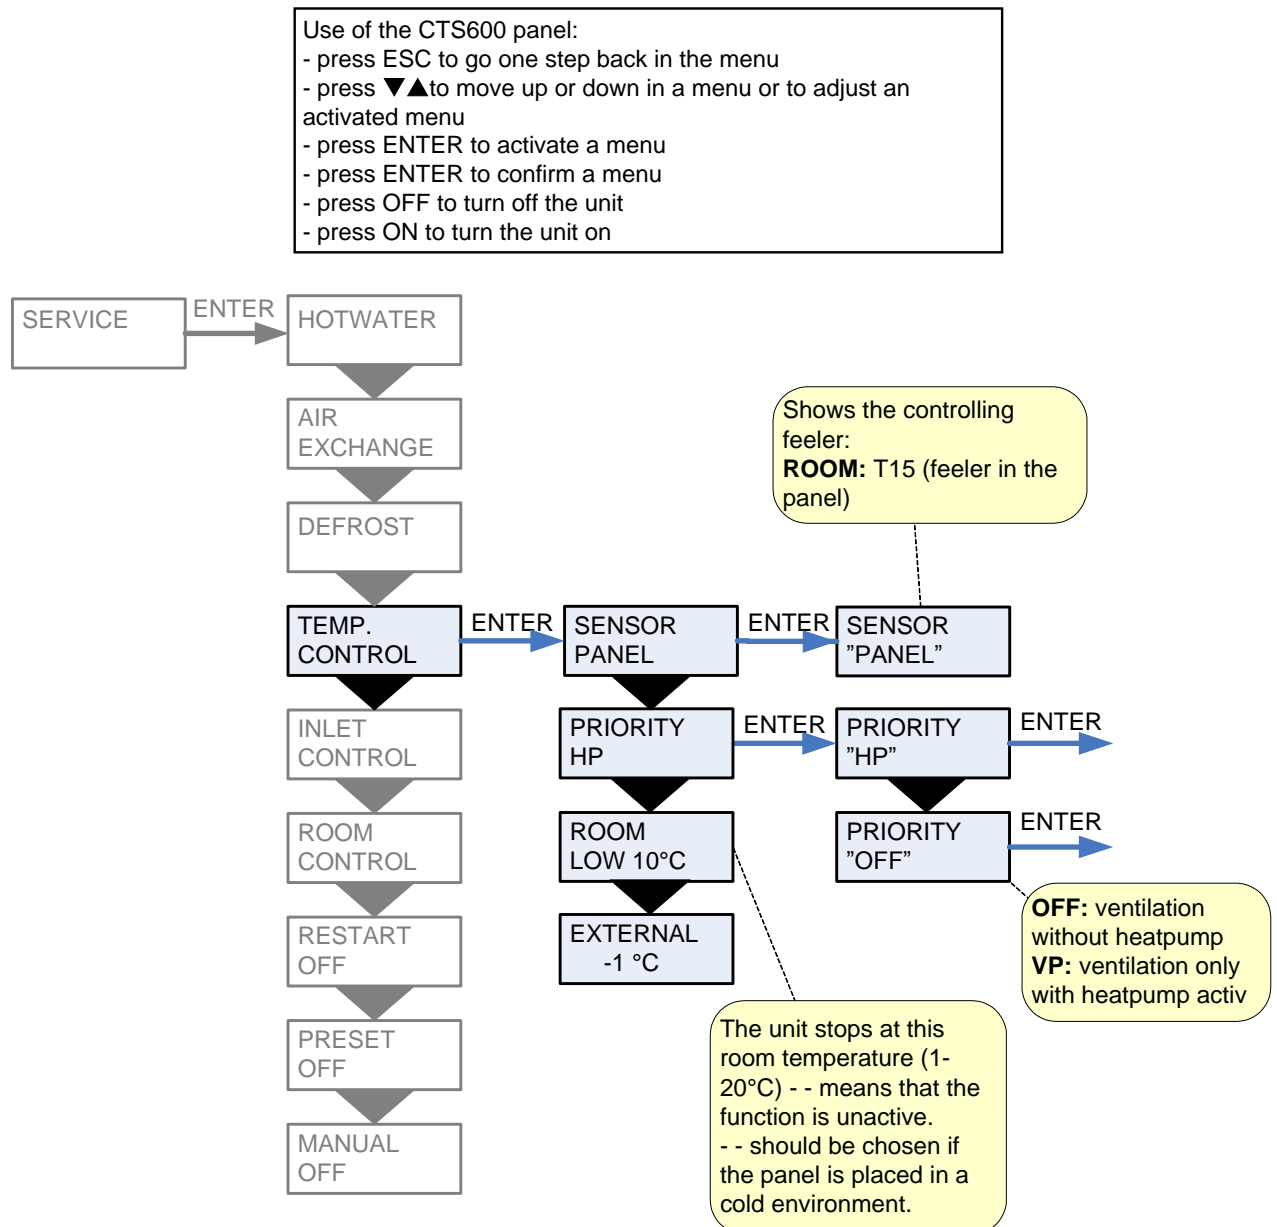 Use of the CTS600 panel:
- press ESC to go one step back in the menu
- press ▼▲to move up or down in a menu or to adjust an
activated menu
- press ENTER to activate a menu
- press ENTER to confirm a menu
- press OFF to turn off the unit
- press ON to turn the unit on
SERVICE
ENTER
HOTWATER
AIR
EXCHANGE
Shows the controlling
feeler:
ROOM: T15 (feeler in the
panel)
DEFROST
TEMP.
CONTROL
ENTER
SENSOR
PANEL
ENTER
SENSOR
"PANEL"
INLET
CONTROL
PRIORITY
HP
ENTER
PRIORITY
"HP"
ENTER
ROOM
CONTROL
ROOM
LOW 10°C
PRIORITY
"OFF"
ENTER
OFF: ventilation
without heatpump
VP: ventilation only
with heatpump activ
RESTART
OFF
EXTERNAL
-1 °C
The unit stops at this
room temperature (1-
20°C) - - means that the
function is unactive.
- - should be chosen if
the panel is placed in a
cold environment.
PRESET
OFF
MANUAL
OFF